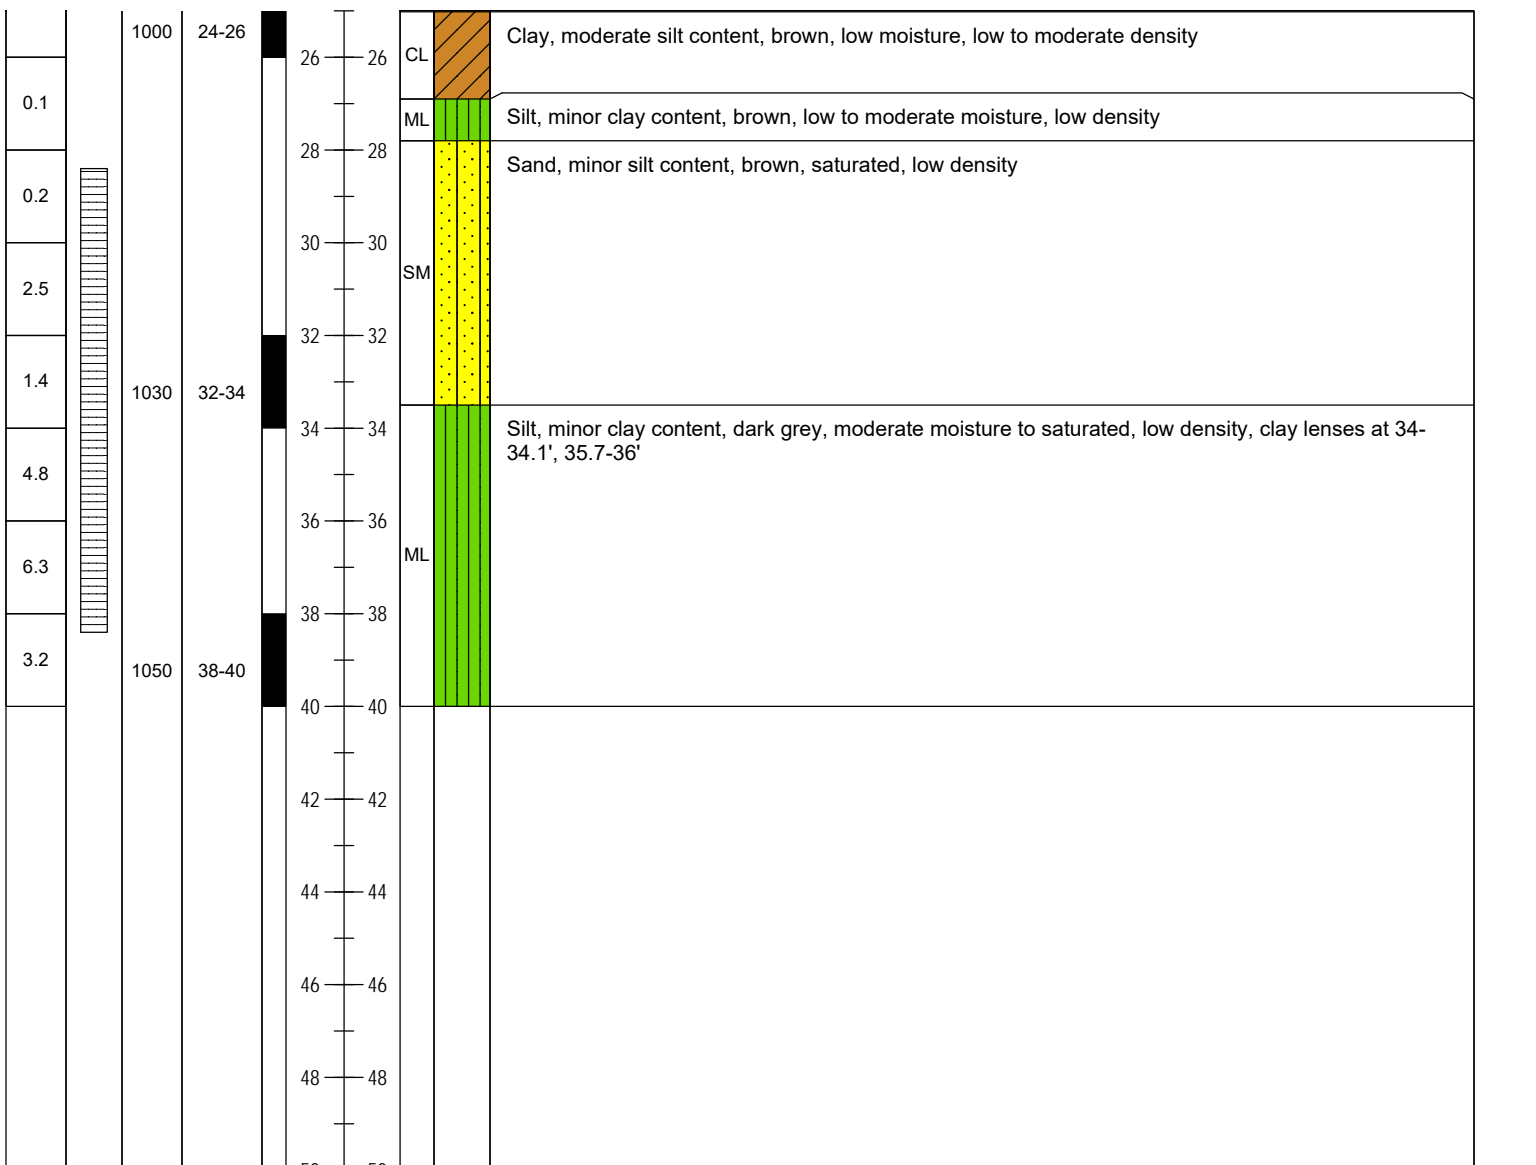 1000 24-26 CL Clay, moderate silt content, brown, low moisture, low to moderate density
26 26
0.1 ML Silt, minor clay content, brown, low to moderate moisture, low density
28 28
Sand, minor silt content, brown, saturated, low density
0.2
30 30
SM
2.5
32 32
1.4 1030 32-34
34 34 Silt, minor clay content, dark grey, moderate moisture to saturated, low density, clay lenses at 34-
34.1', 35.7-36'
4.8
36 36
ML
6.3
38 38
3.2 1050 38-40
40 40
42 42
44 44
46 46
48 48